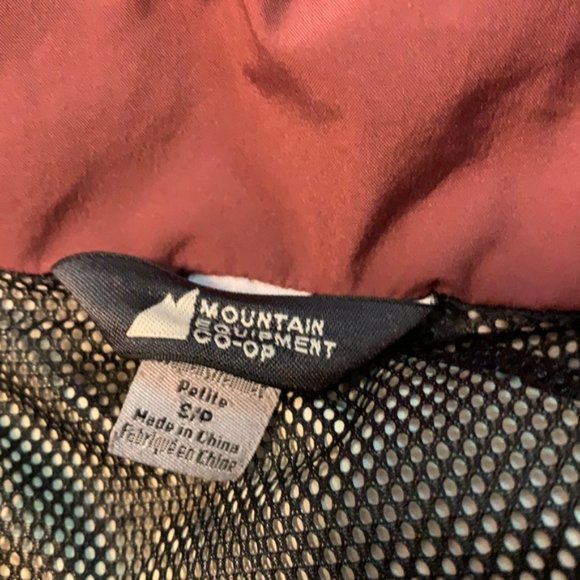 MOUNTAIN
EQUIPMENT
CO-OP
Petite
S/P
Made in China
Fabriqué en Chine